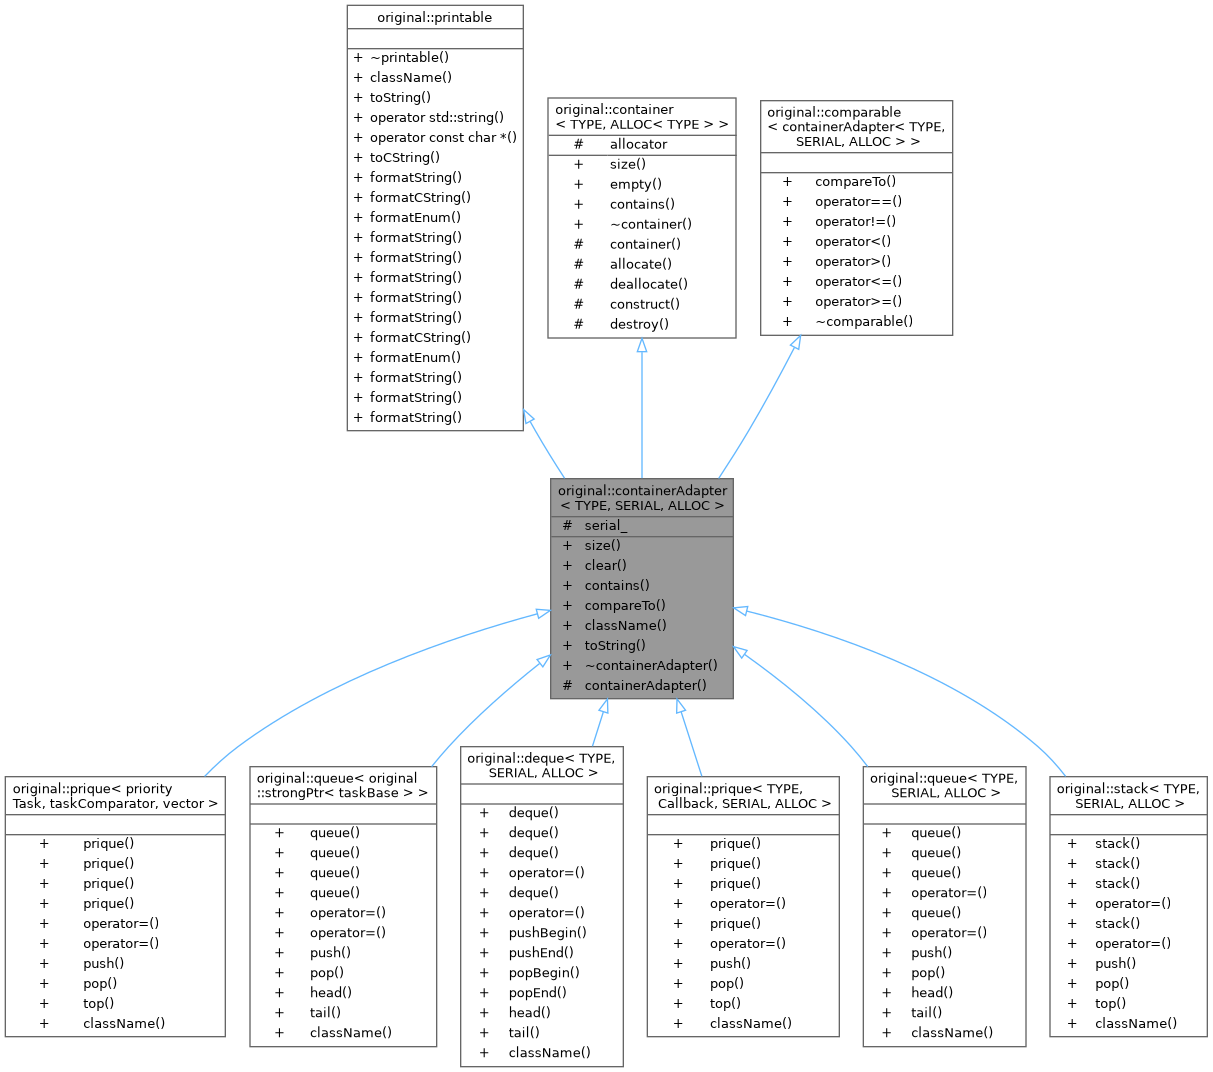 original::printable
+ ~printable()
+ className()
+ toString()
+ operator std::string()
+ operator const char *()
+ toCString()
+ formatString()
+ formatCString()
+ formatEnum()
+ formatString()
+ formatString()
+ formatString()
+ formatString()
+ formatString()
+ formatCString()
+ formatEnum()
+ formatString()
+ formatString()
+ formatString()
original::container
< TYPE, ALLOC< TYPE > >
# allocator
+ size()
+ empty()
+ contains()
+ ~container()
# container()
# allocate()
# deallocate()
# construct()
# destroy()
original::comparable
< containerAdapter< TYPE,
SERIAL, ALLOC > >
+ compareTo()
+ operator==()
+ operator!=()
+ operator<()
+ operator>()
+ operator<=()
+ operator>=()
+ ~comparable()
original::containerAdapter
< TYPE, SERIAL, ALLOC >
# serial_
+ size()
+ clear()
+ contains()
+ compareTo()
+ className()
+ toString()
+ ~containerAdapter()
# containerAdapter()
original::prique< priority
Task, taskComparator, vector >
+ prique()
+ prique()
+ prique()
+ prique()
+ operator=()
+ operator=()
+ push()
+ pop()
+ top()
+ className()
original::queue< original
::strongPtr< taskBase > >
+ queue()
+ queue()
+ queue()
+ queue()
+ operator=()
+ operator=()
+ push()
+ pop()
+ head()
+ tail()
+ className()
original::deque< TYPE,
SERIAL, ALLOC >
+ deque()
+ deque()
+ deque()
+ operator=()
+ deque()
+ operator=()
+ pushBegin()
+ pushEnd()
+ popBegin()
+ popEnd()
+ head()
+ tail()
+ className()
original::prique< TYPE,
Callback, SERIAL, ALLOC >
+ prique()
+ prique()
+ prique()
+ operator=()
+ prique()
+ operator=()
+ push()
+ pop()
+ top()
+ className()
original::queue< TYPE,
SERIAL, ALLOC >
+ queue()
+ queue()
+ queue()
+ operator=()
+ queue()
+ operator=()
+ push()
+ pop()
+ head()
+ tail()
+ className()
original::stack< TYPE,
SERIAL, ALLOC >
+ stack()
+ stack()
+ stack()
+ operator=()
+ stack()
+ operator=()
+ push()
+ pop()
+ top()
+ className()